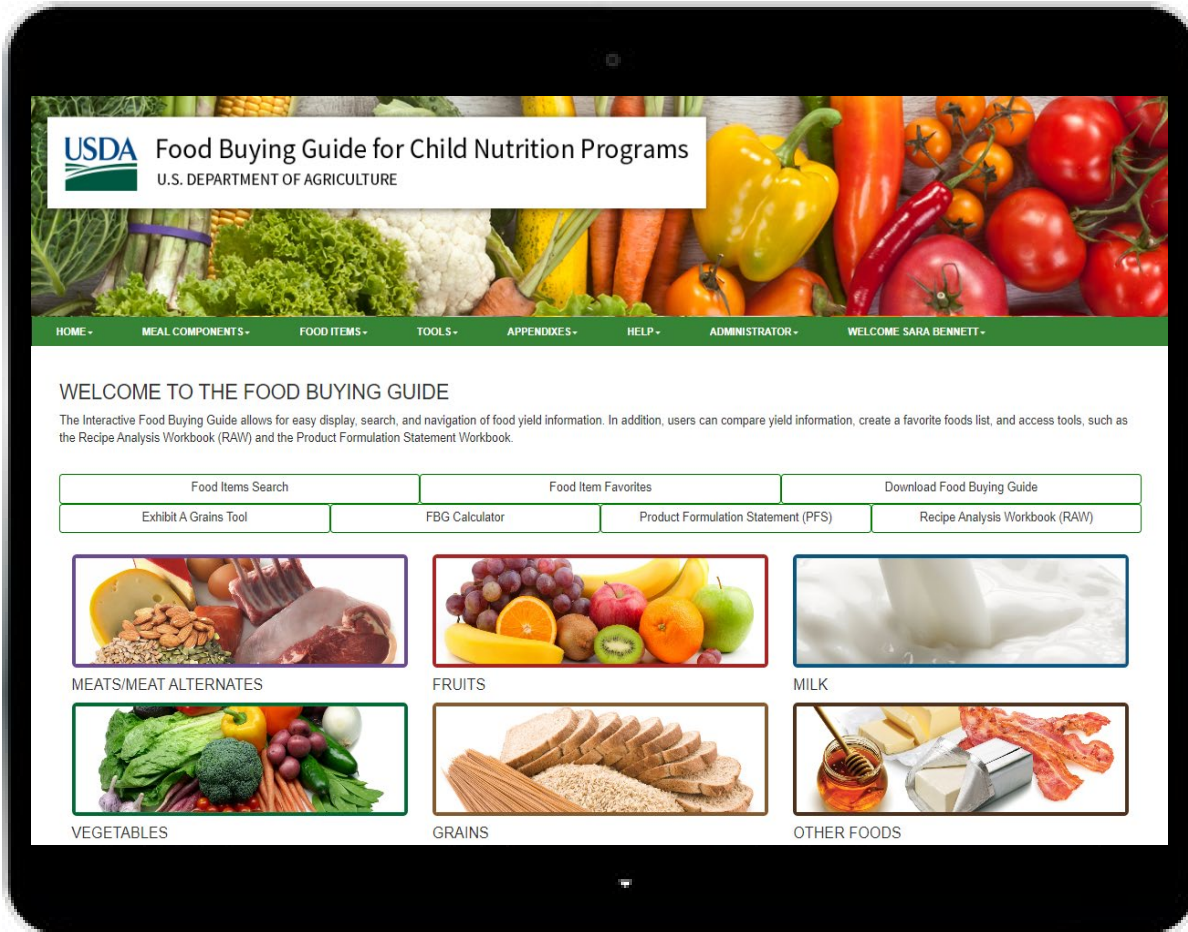 USDA
Food Buying Guide for Child Nutrition Programs
U.S. DEPARTMENT OF AGRICULTURE
HOME MEAL COMPONENTS FOOD ITEMS TOOLS APPENDIXES HELP ADMINISTRATOR WELCOME SARA BENNETT
WELCOME TO THE FOOD BUYING GUIDE
The Interactive Food Buying Guide allows for easy display, search, and navigation of food yield information. In addition, users can compare yield information, create a favorite foods list, and access tools, such as
the Recipe Analysis Workbook (RAW) and the Product Formulation Statement Workbook.
Food Items Search Food Item Favorites Download Food Buying Guide
Exhibit A Grains Tool FBG Calculator Product Formulation Statement (PFS) Recipe Analysis Workbook (RAW)
MEATS/MEAT ALTERNATES FRUITS MILK
VEGETABLES GRAINS OTHER FOODS